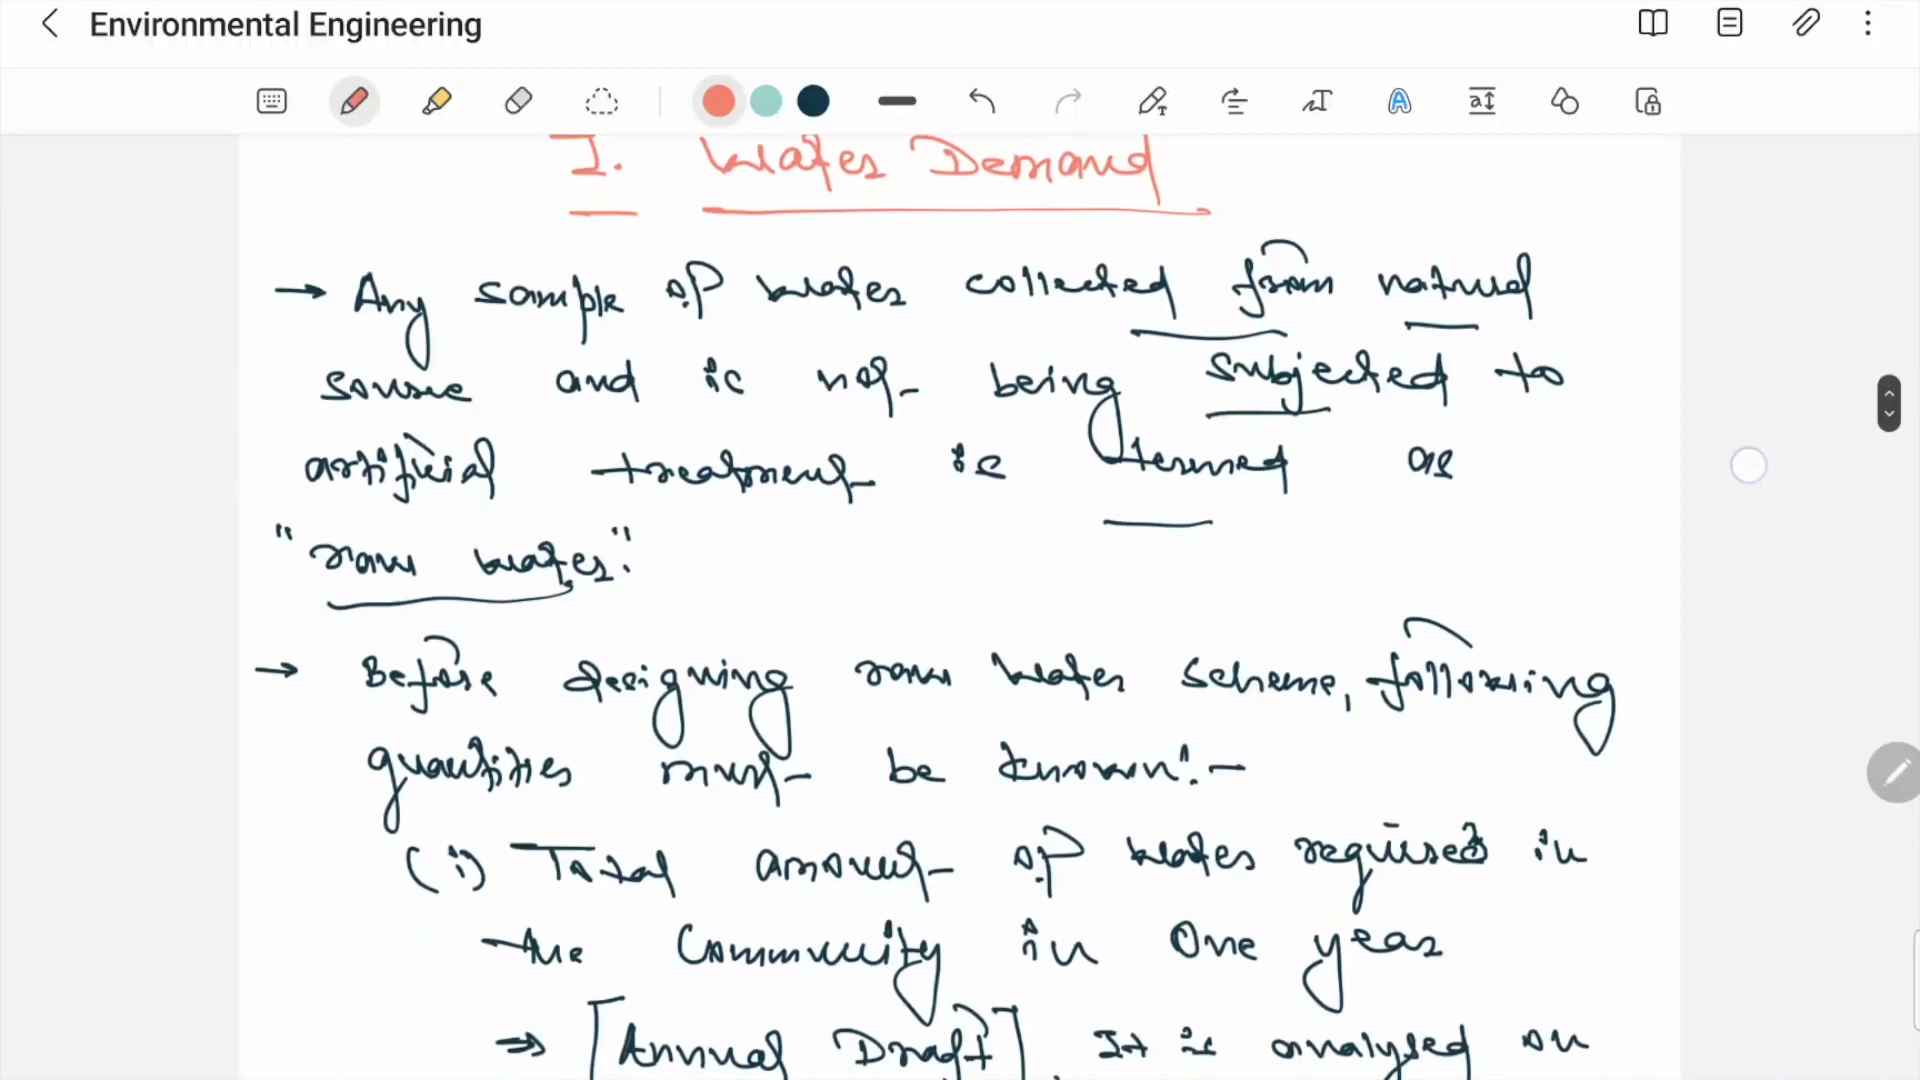 Environmental Engineering
I. Water Demand
→ Any sample of water collected from natural
source and is not being subjected to
artificial treatment is termed as
"raw water".
→ Before designing raw water scheme, following
quantities must be known:-
(i) Total amount of water required in
the Community in One year
⇒ [Annual Draft]. It is analysed on